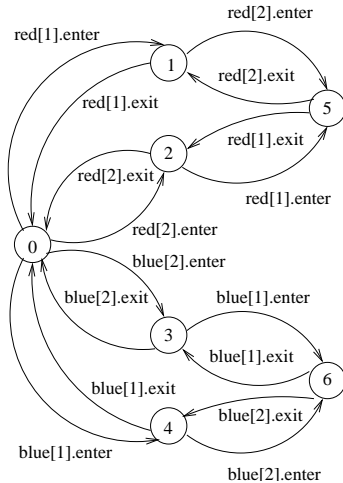 red[2].enter
red[1].enter
1
red[2].exit
red[1].exit
5
red[1].exit
2
red[2].exit
red[1].enter
red[2].enter
0
blue[2].enter
blue[2].exit
blue[1].enter
3
blue[1].exit
6
blue[1].exit
blue[2].exit
4
blue[1].enter
blue[2].enter